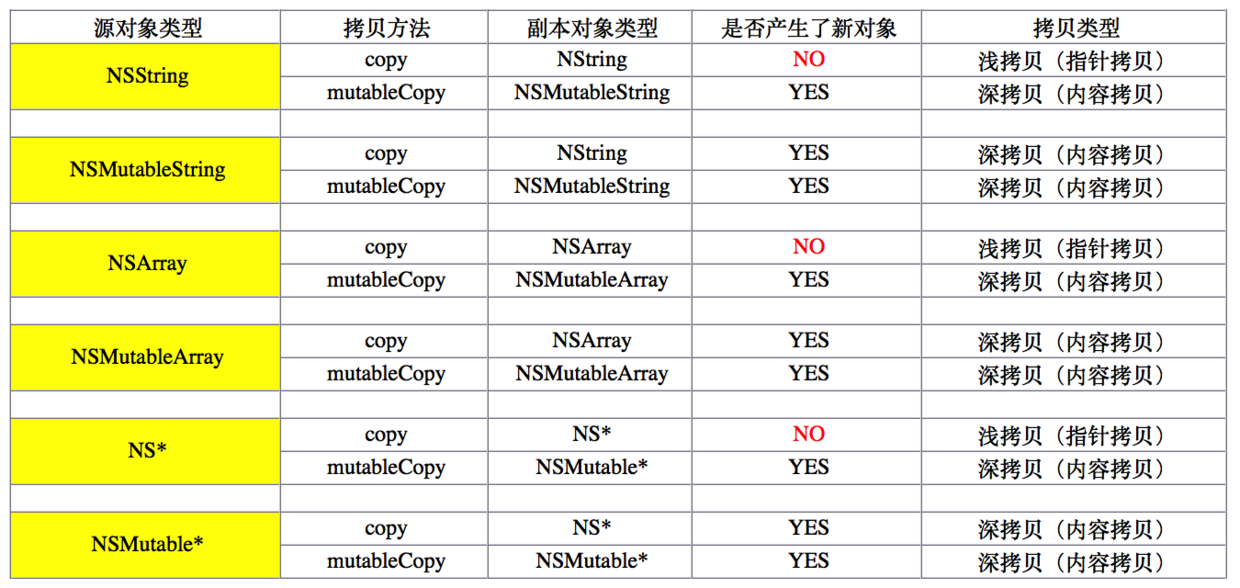 源对象类型 拷贝方法 副本对象类型 是否产生了新对象 拷贝类型
NSString copy NString NO 浅拷贝（指针拷贝）
mutableCopy NSMutableString YES 深拷贝（内容拷贝）
NSMutableString copy NString YES 深拷贝（内容拷贝）
mutableCopy NSMutableString YES 深拷贝（内容拷贝）
NSArray copy NSArray NO 浅拷贝（指针拷贝）
mutableCopy NSMutableArray YES 深拷贝（内容拷贝）
NSMutableArray copy NSArray YES 深拷贝（内容拷贝）
mutableCopy NSMutableArray YES 深拷贝（内容拷贝）
NS* copy NS* NO 浅拷贝（指针拷贝）
mutableCopy NSMutable* YES 深拷贝（内容拷贝）
NSMutable* copy NS* YES 深拷贝（内容拷贝）
mutableCopy NSMutable* YES 深拷贝（内容拷贝）